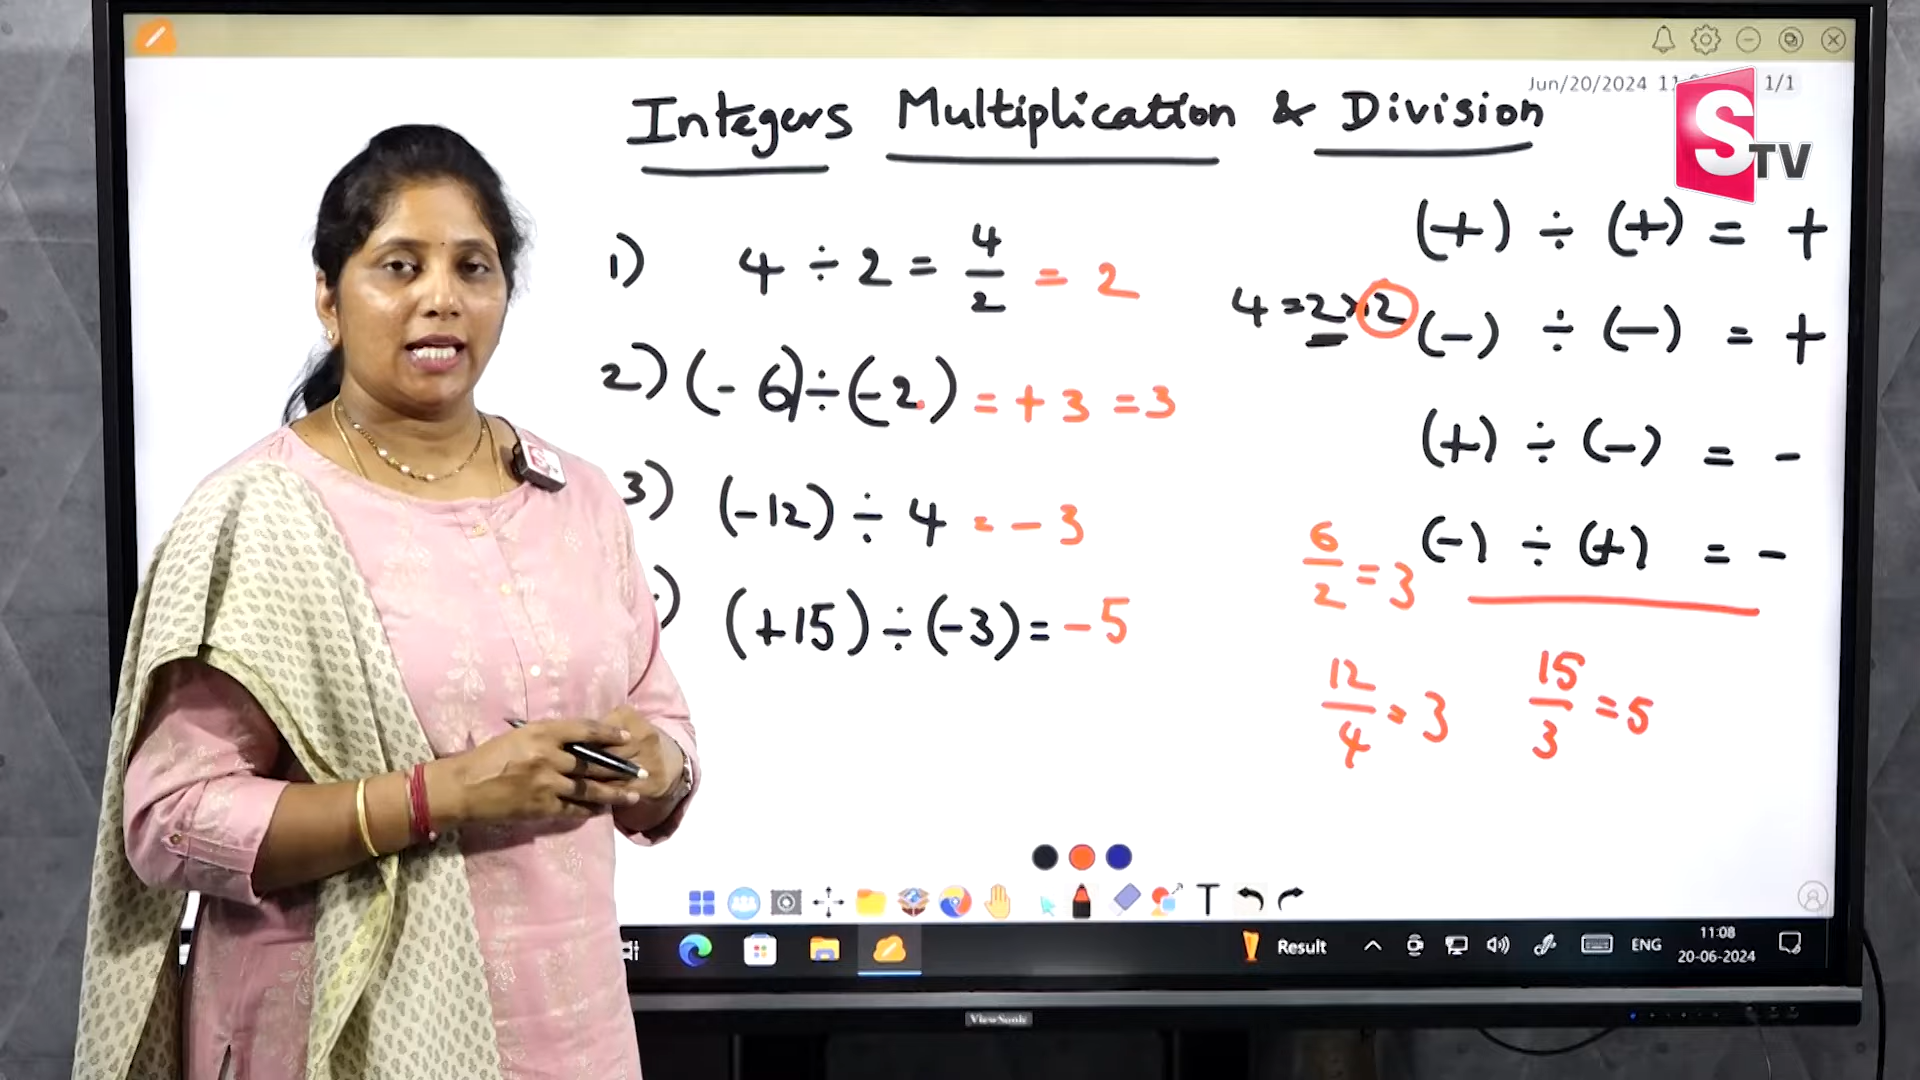 Jun/20/2024 11: 1/1
STV
Integers Multiplication & Division
1) 4 ÷ 2 = 4/2 = 2
2) (-6) ÷ (-2) = +3 = 3
3) (-12) ÷ 4 = -3
) (+15) ÷ (-3) = -5
4 = 2 × 2
(+) ÷ (+) = +
(-) ÷ (-) = +
(+) ÷ (-) = -
(-) ÷ (+) = -
6/2 = 3
12/4 = 3
15/3 = 5
T
Result
ENG
11:08
20-06-2024
ViewSonic